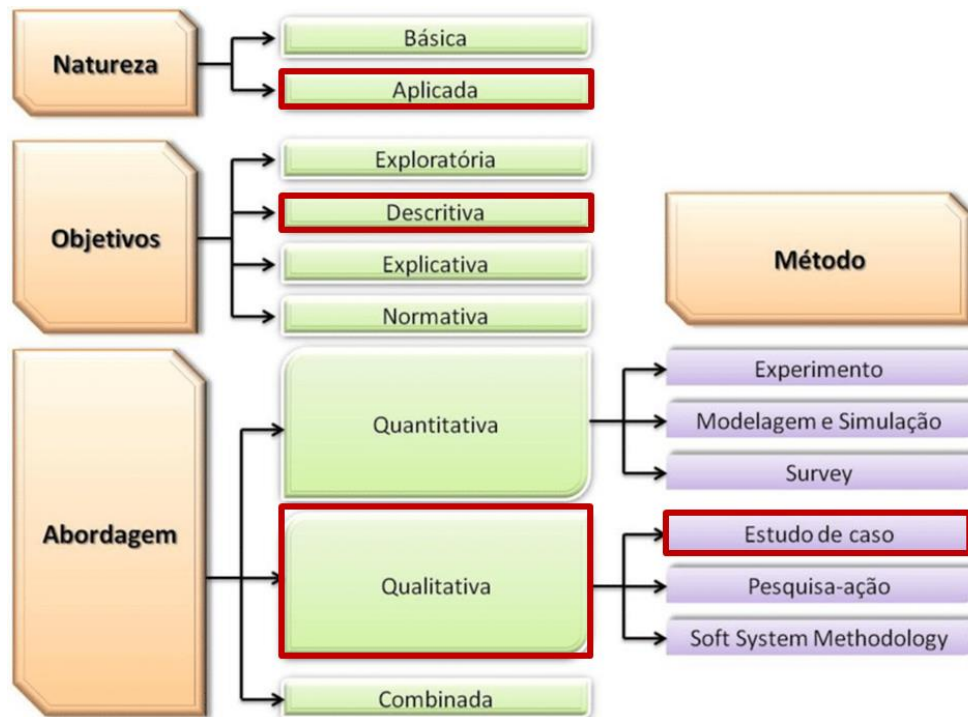 Natureza
Básica
Aplicada
Objetivos
Exploratória
Descritiva
Explicativa
Normativa
Método
Abordagem
Quantitativa
Experimento
Modelagem e Simulação
Survey
Qualitativa
Estudo de caso
Pesquisa-ação
Soft System Methodology
Combinada